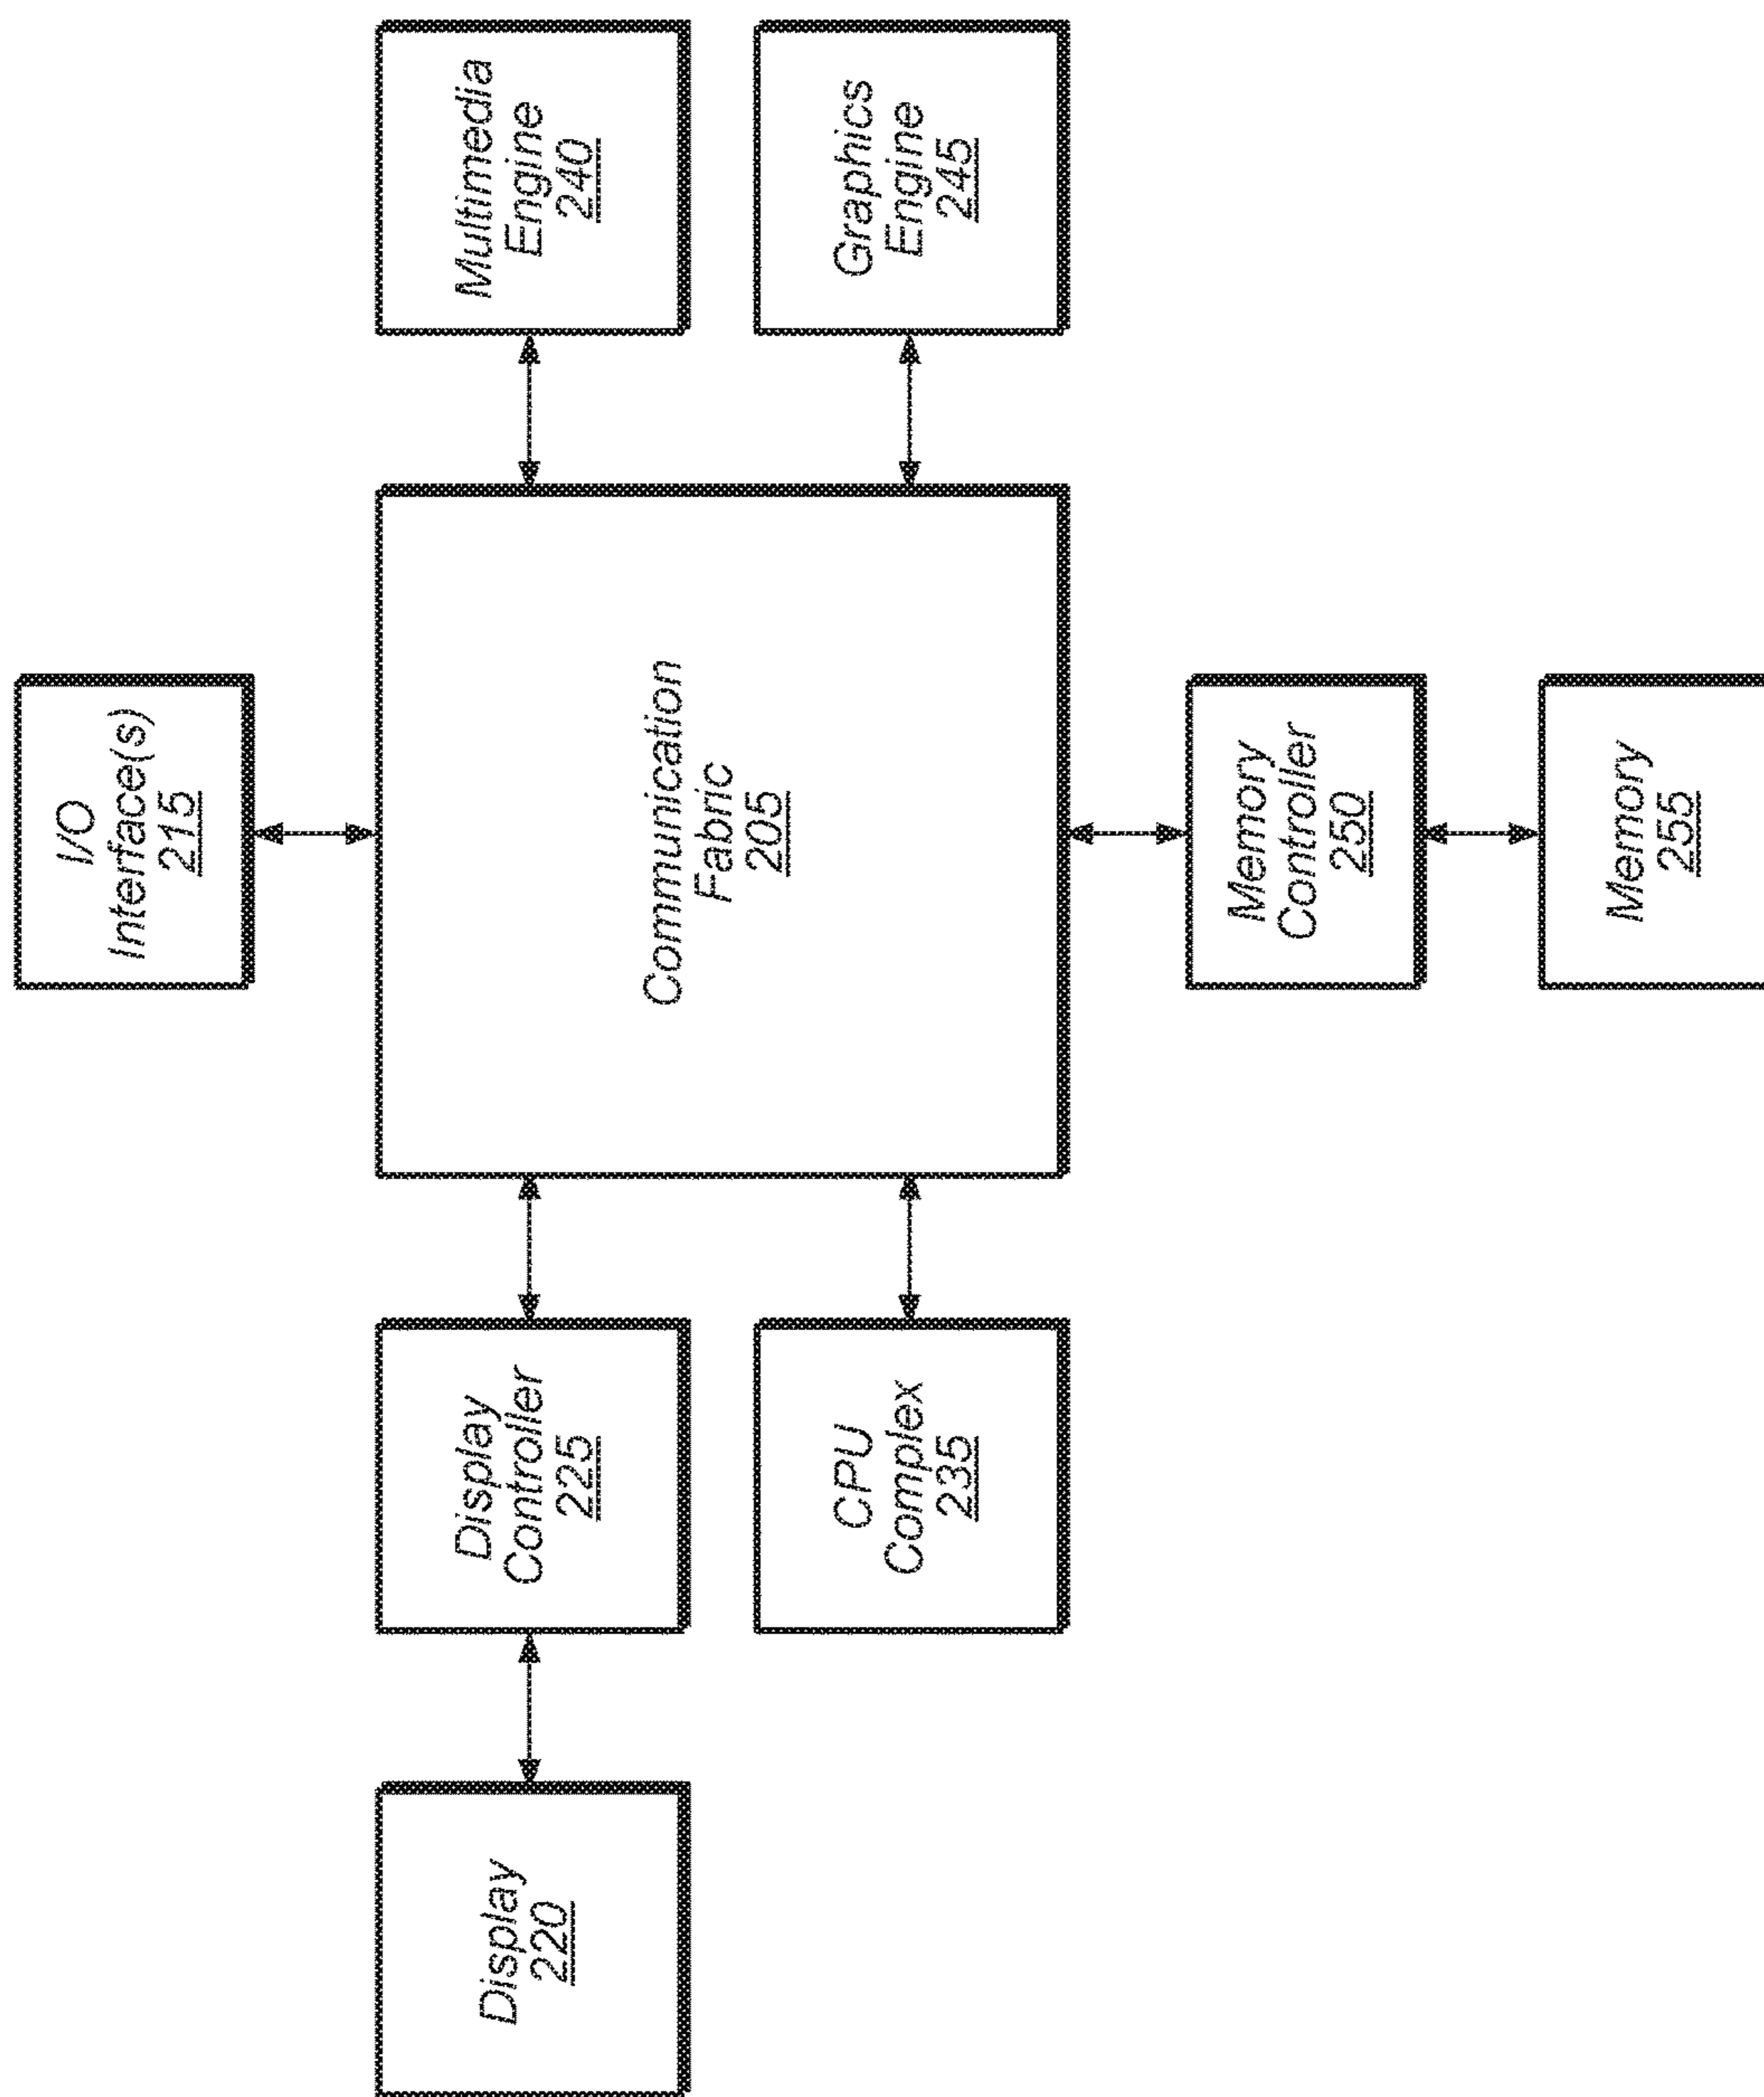 I/O
Interface(s)
215
Display
220
Display
Controller
225
Communication
Fabric
205
Multimedia
Engine
240
CPU
Complex
235
Graphics
Engine
245
Memory
Controller
250
Memory
255